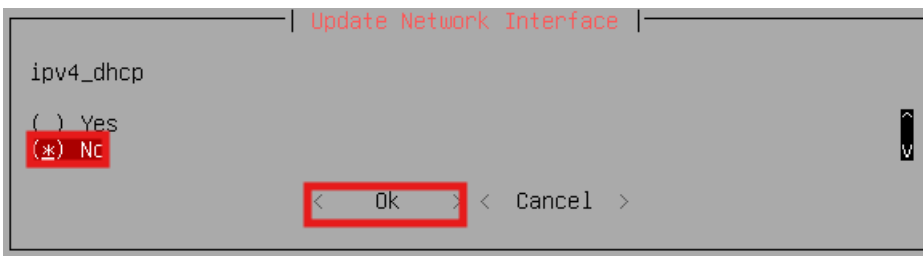 Update Network Interface
ipv4_dhcp
( ) Yes
(*) No
< Ok > < Cancel >